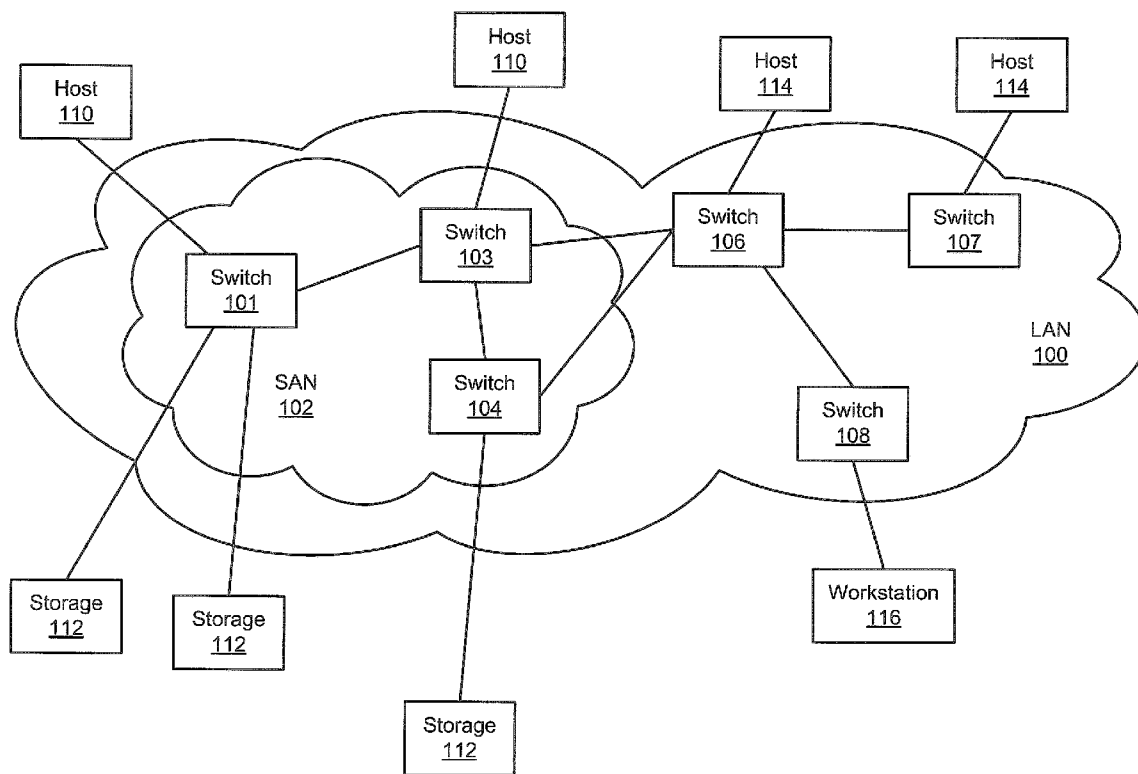 Host
110
Host
110
Host
114
Host
114
Switch
101
Switch
103
Switch
106
Switch
107
SAN
102
Switch
104
LAN
100
Switch
108
Storage
112
Storage
112
Workstation
116
Storage
112